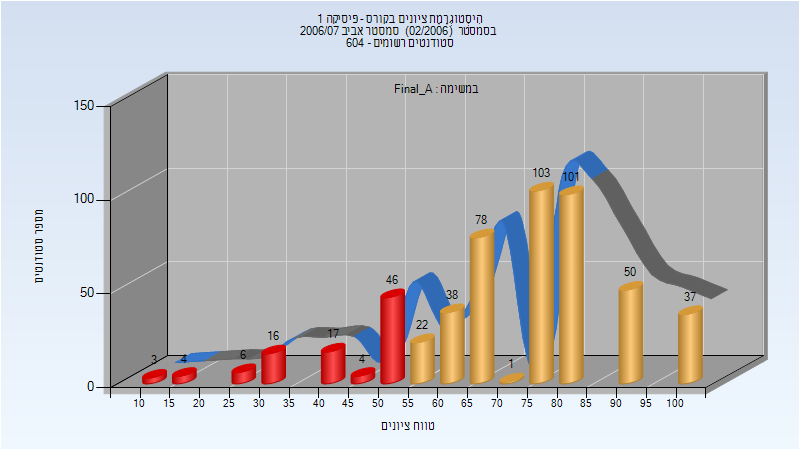 היסטוגרמת ציונים בקורס - פיסיקה 1
בסמסטר (02/2006) סמסטר אביב 2006/07
סטודנטים רשומים - 604
במשימה : Final_A
מספר סטודנטים
150
100
50
0
3
4
6
16
17
4
46
22
38
78
1
103
101
50
37
10 15 20 25 30 35 40 45 50 55 60 65 70 75 80 85 90 95 100
טווח ציונים